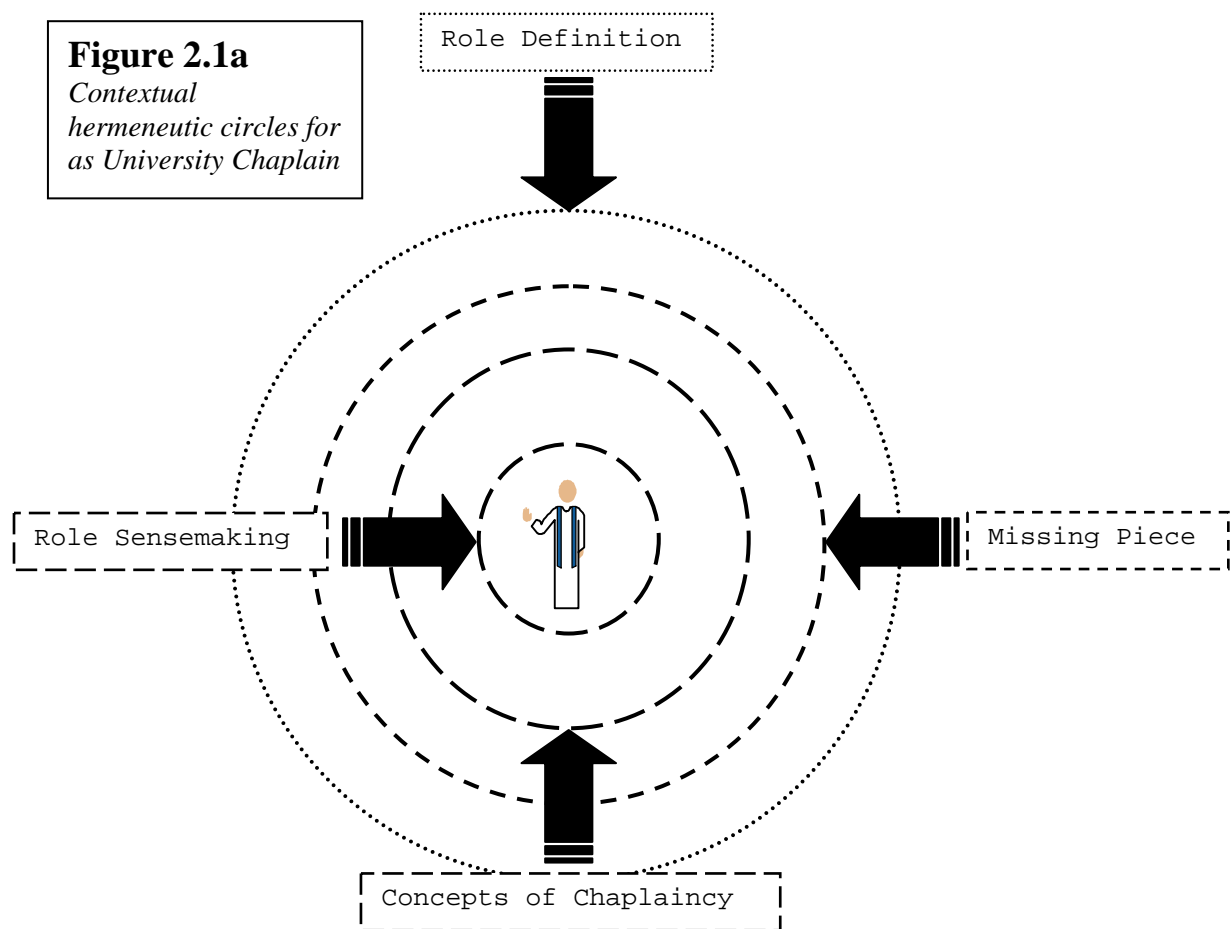 Figure 2.1a
Contextual
hermeneutic circles for
as University Chaplain
Role Definition
Role Sensemaking
Missing Piece
Concepts of Chaplaincy